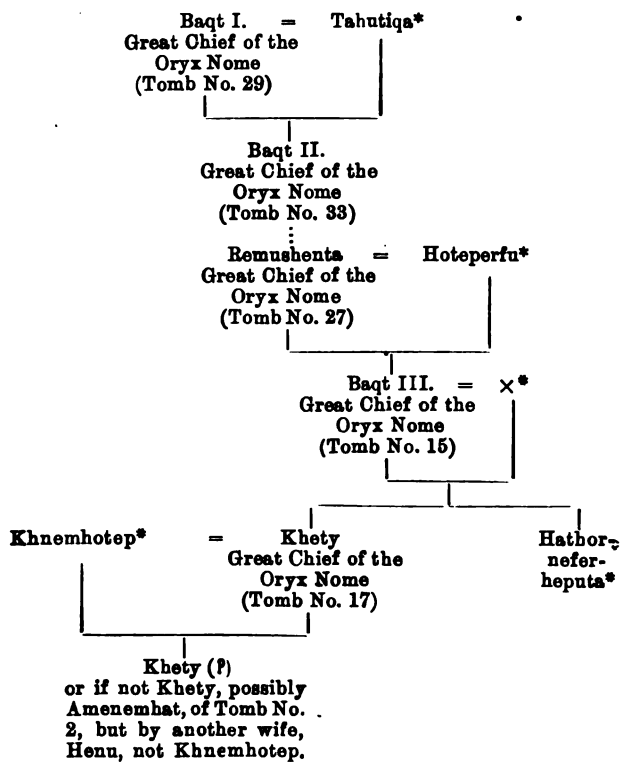 Baqt I. = Tahutiqa*
Great Chief of the
Oryx Nome
(Tomb No. 29)
Baqt II.
Great Chief of the
Oryx Nome
(Tomb No. 33)
Remushenta = Hoteperfu*
Great Chief of the
Oryx Nome
(Tomb No. 27)
Baqt III. = ×*
Great Chief of the
Oryx Nome
(Tomb No. 15)
Khnemhotep* = Khety
Great Chief of the
Oryx Nome
(Tomb No. 17)
Hathor-
nefer-
heputa*
Khety (?)
or if not Khety, possibly
Amenemhat, of Tomb No.
2, but by another wife,
Henu, not Khnemhotep.